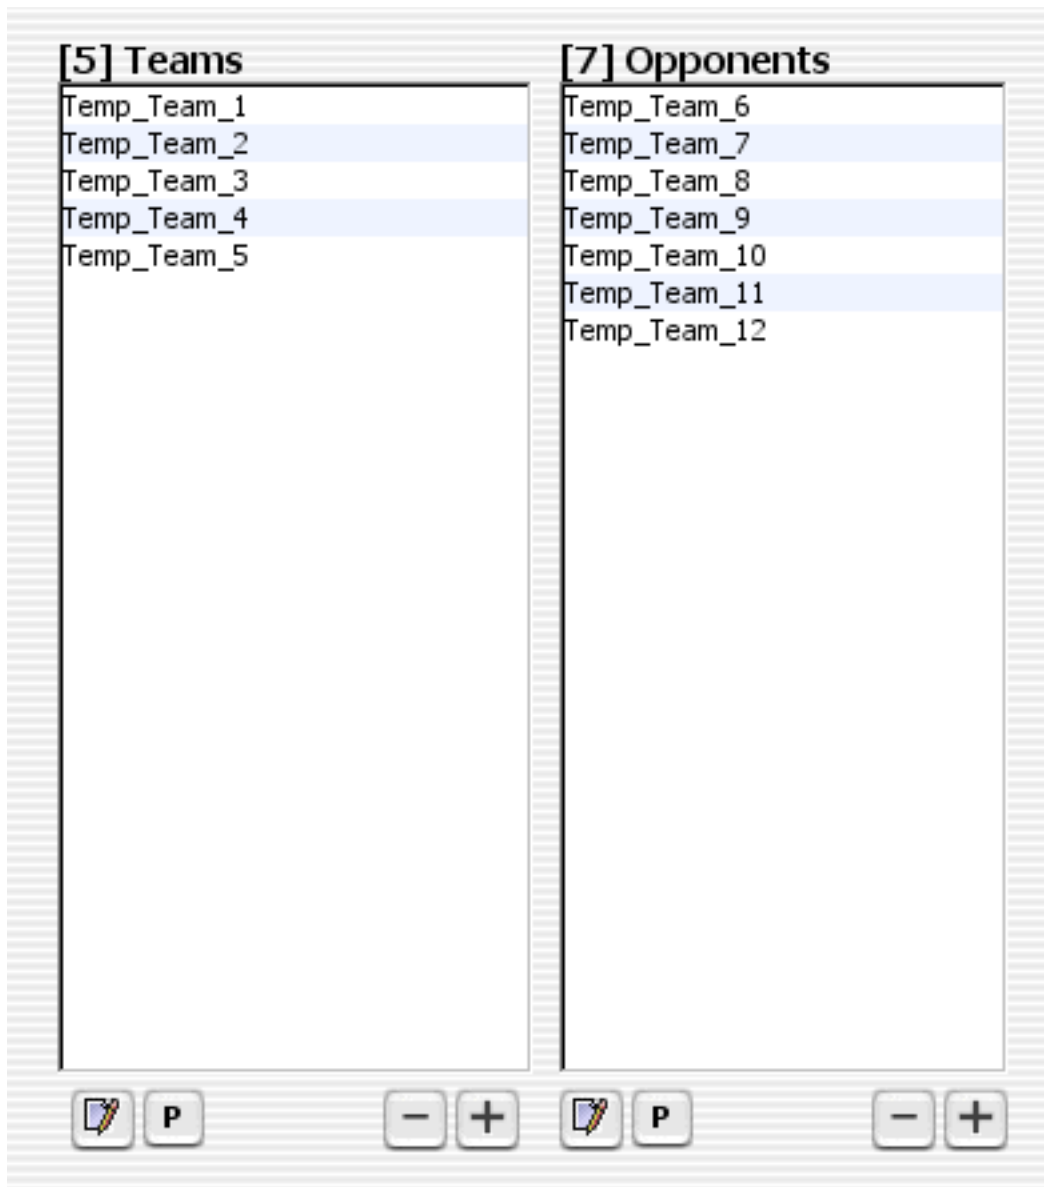 [5] Teams
Temp_Team_1
Temp_Team_2
Temp_Team_3
Temp_Team_4
Temp_Team_5
P
[7] Opponents
Temp_Team_6
Temp_Team_7
Temp_Team_8
Temp_Team_9
Temp_Team_10
Temp_Team_11
Temp_Team_12
P